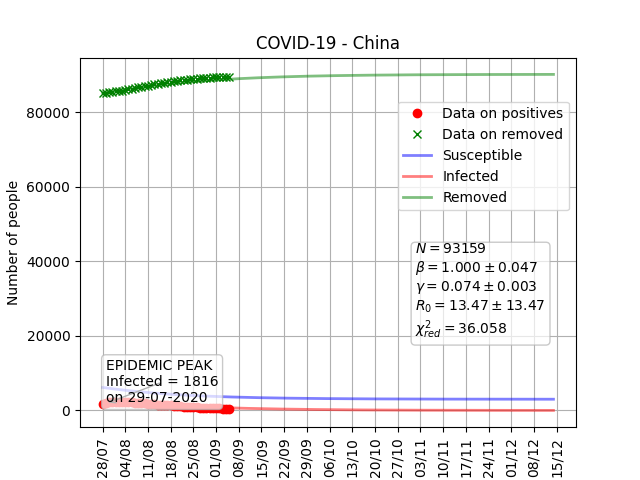 COVID-19 - China
Number of people
80000
60000
40000
20000
0
Data on positives
Data on removed
Susceptible
Infected
Removed
N = 93159
β = 1.000 ± 0.047
γ = 0.074 ± 0.003
R₀ = 13.47 ± 13.47
χ²red = 36.058
EPIDEMIC PEAK
Infected = 1816
on 29-07-2020
28/07
04/08
11/08
18/08
25/08
01/09
08/09
15/09
22/09
29/09
06/10
13/10
20/10
27/10
03/11
10/11
17/11
24/11
01/12
08/12
15/12